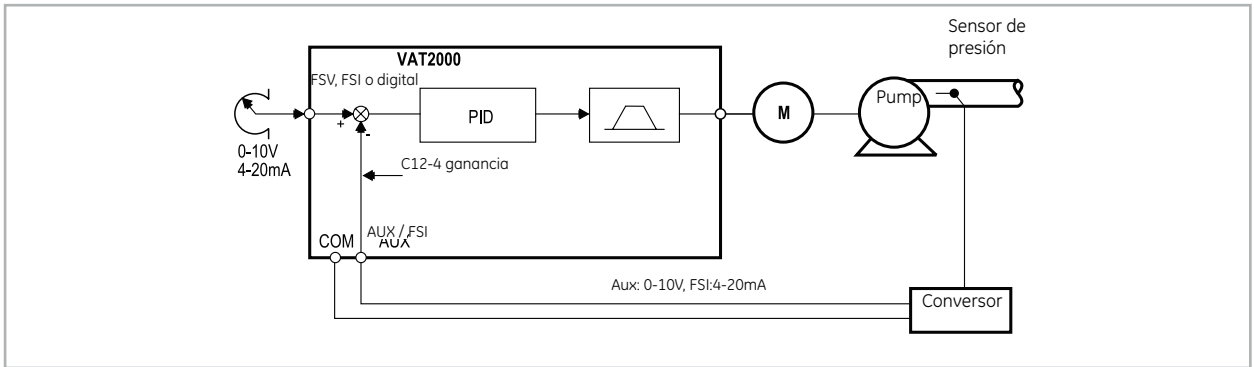 Sensor de
presión
VAT2000
FSV, FSI o digital
PID
M
Pump
+
-
0-10V
4-20mA
C12-4 ganancia
AUX / FSI
COM AUX
Aux: 0-10V, FSI:4-20mA
Conversor